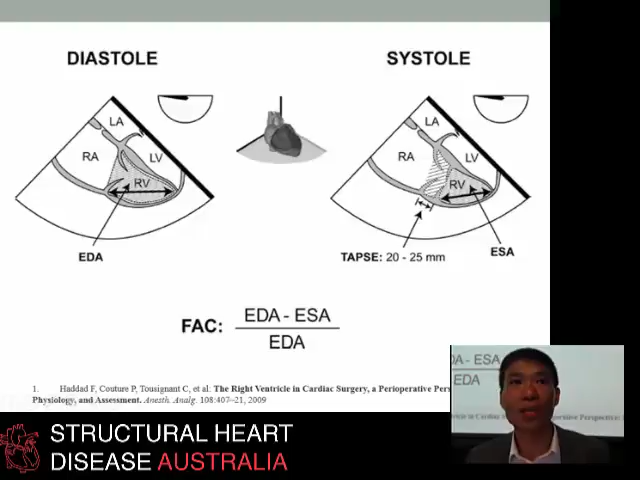 DIASTOLE
SYSTOLE
LA
RA
LV
RV
EDA
LA
RA
LV
RV
TAPSE: 20 - 25 mm
ESA
FAC: EDA - ESA
EDA
1. Haddad F, Couture P, Tousignant C, et al. The Right Ventricle in Cardiac Surgery, a Perioperative
Physiology, and Assessment. Anesth. Analg. 108:407–21, 2009
DA - ESA
EDA
STRUCTURAL HEART
DISEASE AUSTRALIA